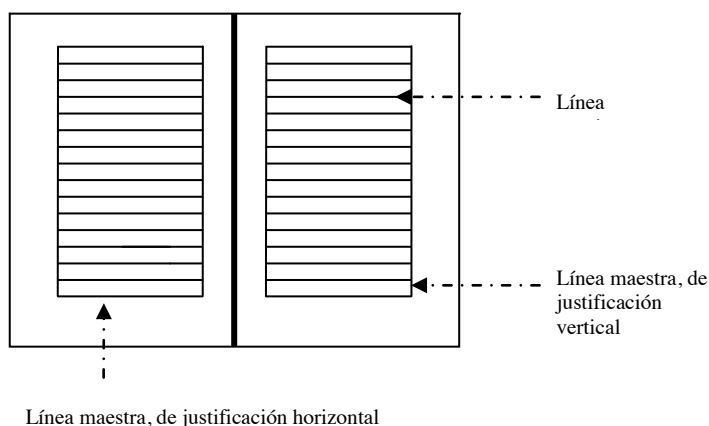 Línea
Línea maestra, de
justificación
vertical
Línea maestra, de justificación horizontal